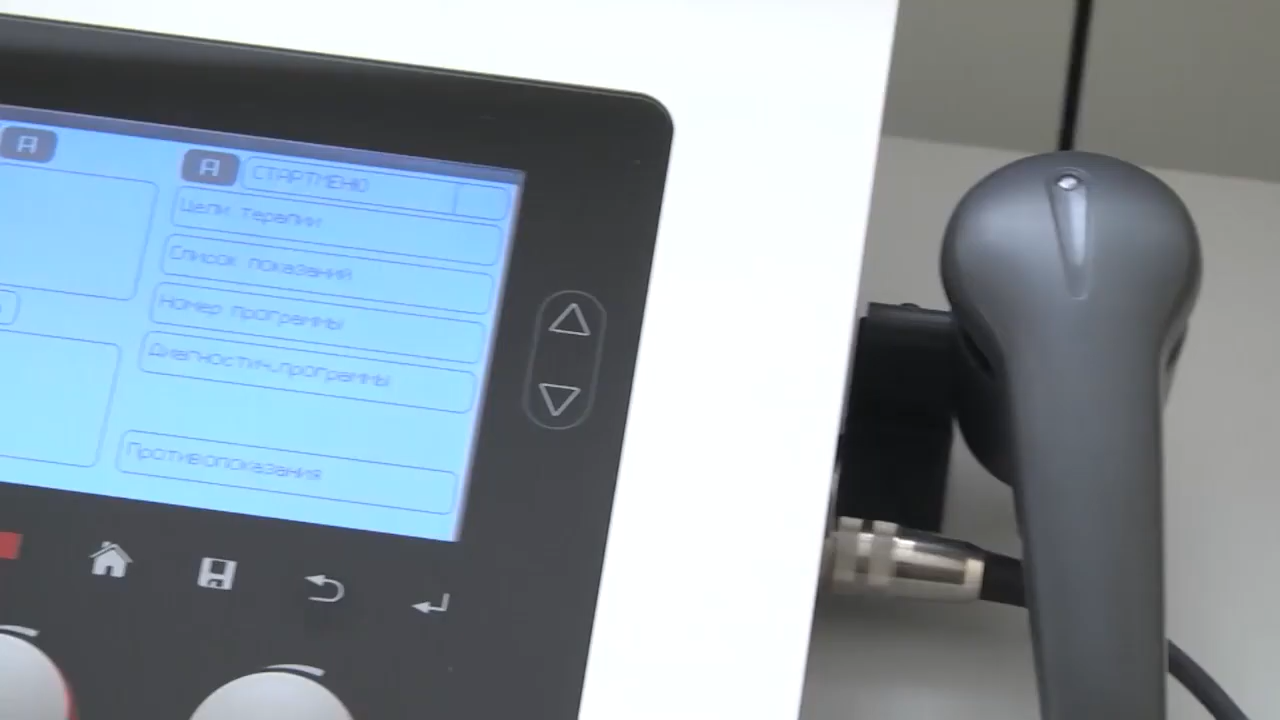 A
A СТАРТМЕНЮ
Цели терапии
Список показаний
Номер программы
Диагностич.программы
Противопоказания